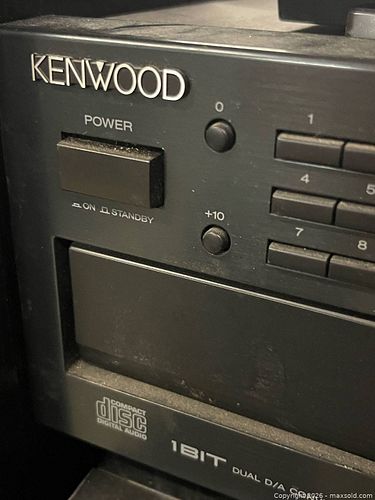 KENWOOD
0
1
POWER
4
5
ON STANDBY
+10
7
8
COMPACT
disc
DIGITAL AUDIO
1BIT DUAL D/A
Copyright 2026 - maxsold.com